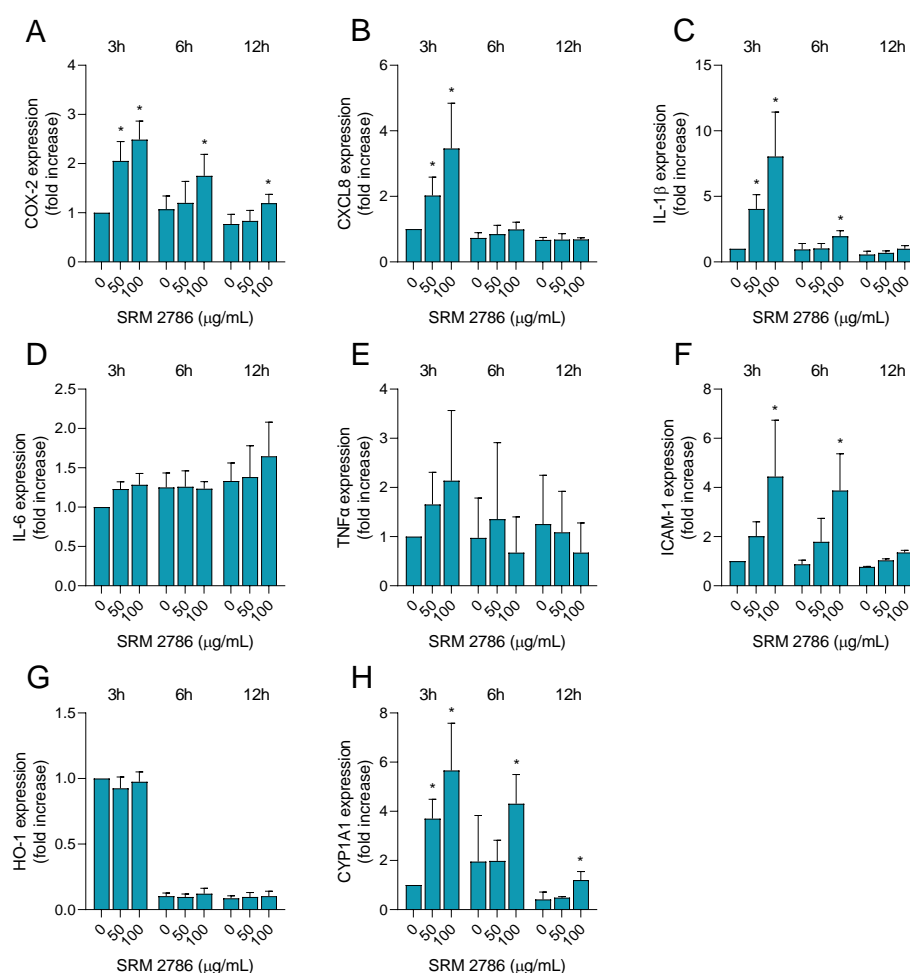 A
3h 6h 12h
COX-2 expression
(fold increase)
4
3
2
1
0
* * * *
0 50 100 0 50 100 0 50 100
SRM 2786 (μg/mL)
B
3h 6h 12h
CXCL8 expression
(fold increase)
6
4
2
0
* *
0 50 100 0 50 100 0 50 100
SRM 2786 (μg/mL)
C
3h 6h 12h
IL-1β expression
(fold increase)
15
10
5
0
* * *
0 50 100 0 50 100 0 50 100
SRM 2786 (μg/mL)
D
3h 6h 12h
IL-6 expression
(fold increase)
2.5
2.0
1.5
1.0
0.5
0.0
0 50 100 0 50 100 0 50 100
SRM 2786 (μg/mL)
E
3h 6h 12h
TNFα expression
(fold increase)
4
3
2
1
0
0 50 100 0 50 100 0 50 100
SRM 2786 (μg/mL)
F
3h 6h 12h
ICAM-1 expression
(fold increase)
8
6
4
2
0
* *
0 50 100 0 50 100 0 50 100
SRM 2786 (μg/mL)
G
3h 6h 12h
HO-1 expression
(fold increase)
1.5
1.0
0.5
0.0
0 50 100 0 50 100 0 50 100
SRM 2786 (μg/mL)
H
3h 6h 12h
CYP1A1 expression
(fold increase)
8
6
4
2
0
* * * *
0 50 100 0 50 100 0 50 100
SRM 2786 (μg/mL)